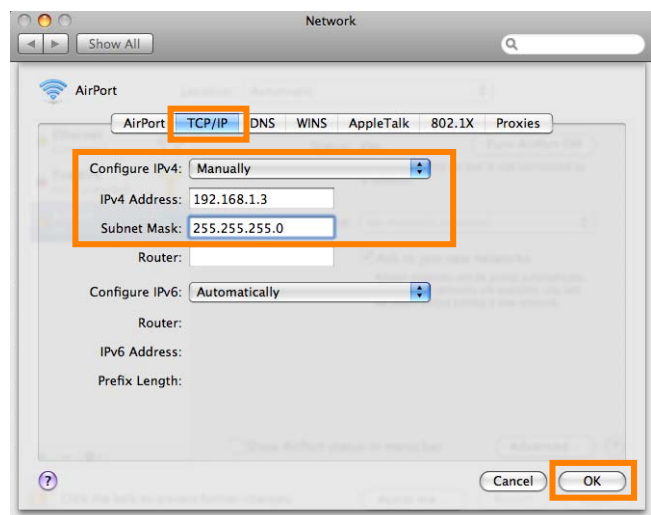 Network
Show All
AirPort
AirPort TCP/IP DNS WINS AppleTalk 802.1X Proxies
Configure IPv4: Manually
IPv4 Address: 192.168.1.3
Subnet Mask: 255.255.255.0
Router:
Configure IPv6: Automatically
Router:
IPv6 Address:
Prefix Length:
? Cancel OK